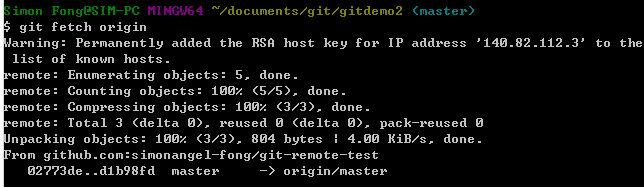 Simon Fong@SIM-PC MINGW64 ~/documents/git/gitdemo2 (master)
$ git fetch origin
Warning: Permanently added the RSA host key for IP address '140.82.112.3' to the
list of known hosts.
remote: Enumerating objects: 5, done.
remote: Counting objects: 100% (5/5), done.
remote: Compressing objects: 100% (3/3), done.
remote: Total 3 (delta 0), reused 0 (delta 0), pack-reused 0
Unpacking objects: 100% (3/3), 804 bytes | 4.00 KiB/s, done.
From github.com:simonangel-fong/git-remote-test
   02773de..d1b98fd  master     -> origin/master